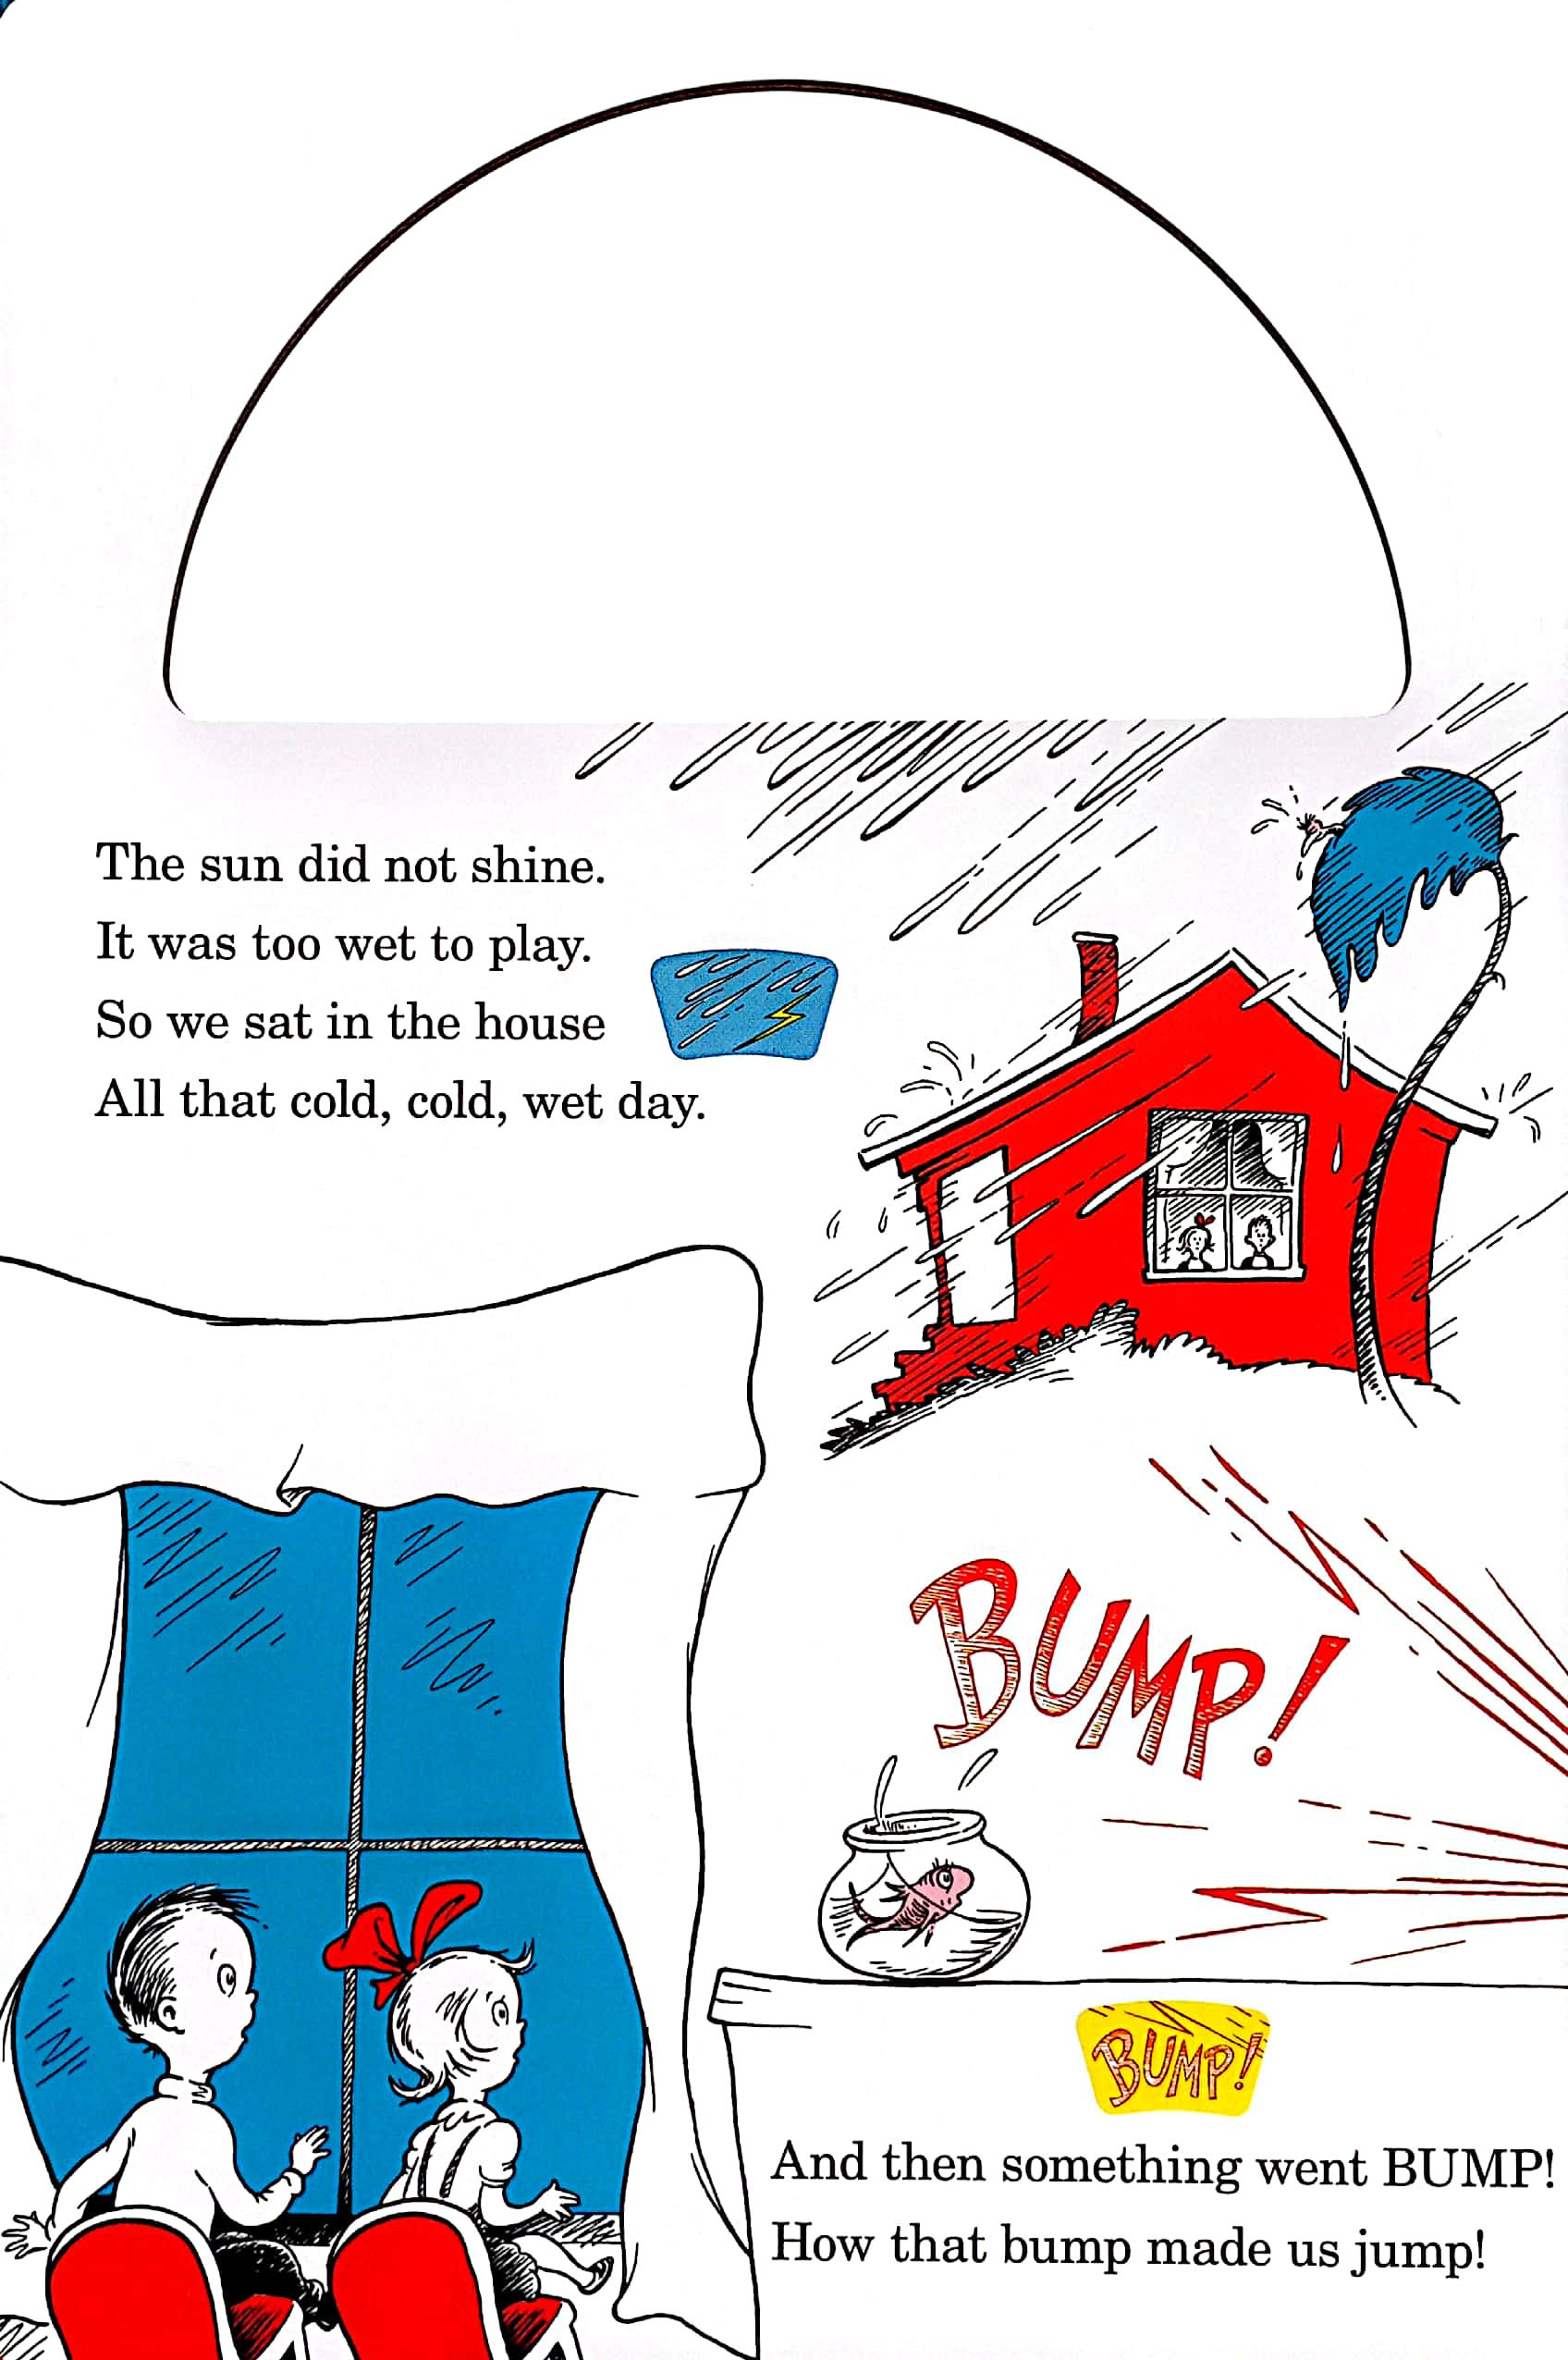 The sun did not shine.
It was too wet to play.
So we sat in the house
All that cold, cold, wet day.
BUMP!
BUMP!
And then something went BUMP!
How that bump made us jump!